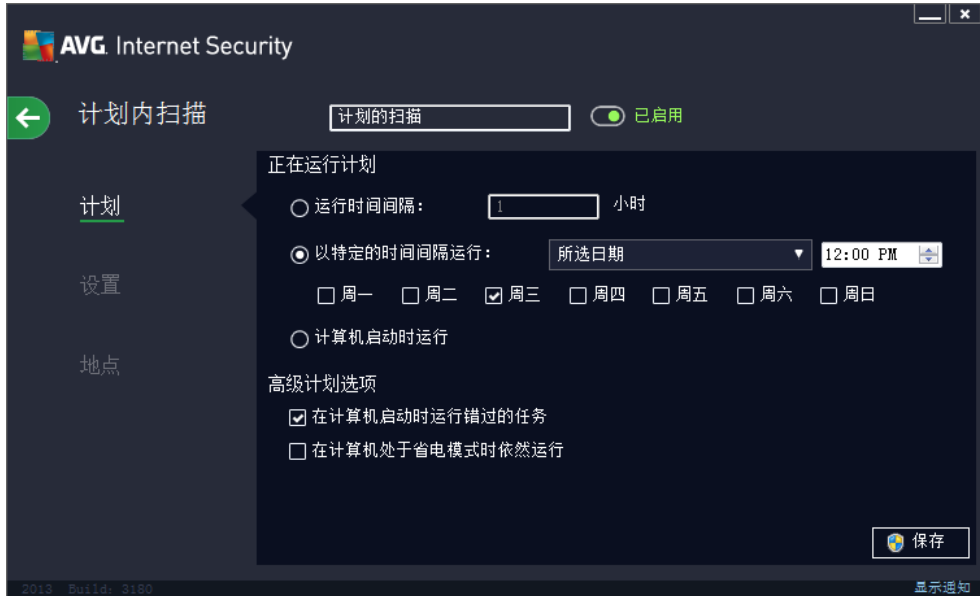 AVG. Internet Security
计划内扫描
计划的扫描
已启用
计划
设置
地点
正在运行计划
运行时间间隔: 1 小时
以特定的时间间隔运行: 所选日期 12:00 PM
周一 周二 周三 周四 周五 周六 周日
计算机启动时运行
高级计划选项
在计算机启动时运行错过的任务
在计算机处于省电模式时依然运行
保存
2013 Build: 3180
显示通知